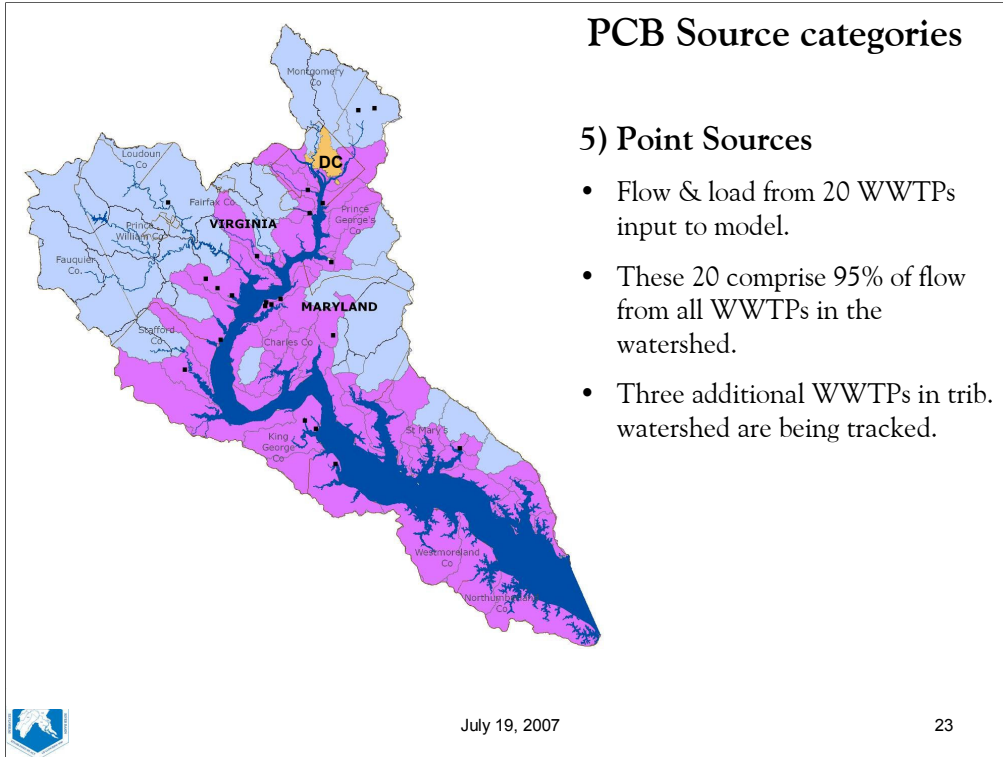 PCB Source categories
5) Point Sources
• Flow & load from 20 WWTPs
input to model.
• These 20 comprise 95% of flow
from all WWTPs in the
watershed.
• Three additional WWTPs in trib.
watershed are being tracked.
Montgomery
Co
Loudoun
Co
DC
Fairfax Co
VIRGINIA
Prince
George's
Co
Prince
William Co
Fauquier
Co.
MARYLAND
Stafford
Co
Charles Co
King
George
Co
St Mary's
Westmoreland
Co
Northumberland
Co.
July 19, 2007
23